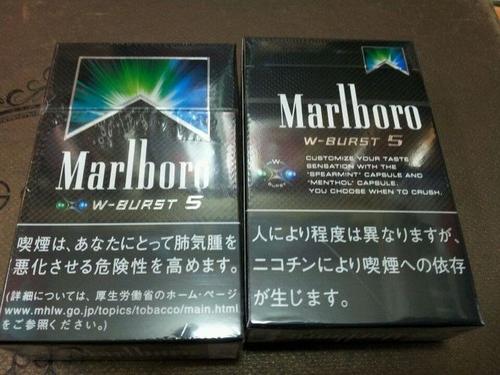 Marlboro
W-BURST 5
喫煙は、あなたにとって肺気腫を
悪化させる危険性を高めます。
(詳細については、厚生労働省のホーム・ページ
www.mhlw.go.jp/topics/tobacco/main.html
をご参照ください。)
Marlboro
W-BURST 5
CUSTOMIZE YOUR TASTE
SENSATION WITH THE
"SPEARMINT" CAPSULE AND
"MENTHOL" CAPSULE.
YOU CHOOSE WHEN TO CRUSH.
W
BURST
人により程度は異なりますが、
ニコチンにより喫煙への依存
が生じます。